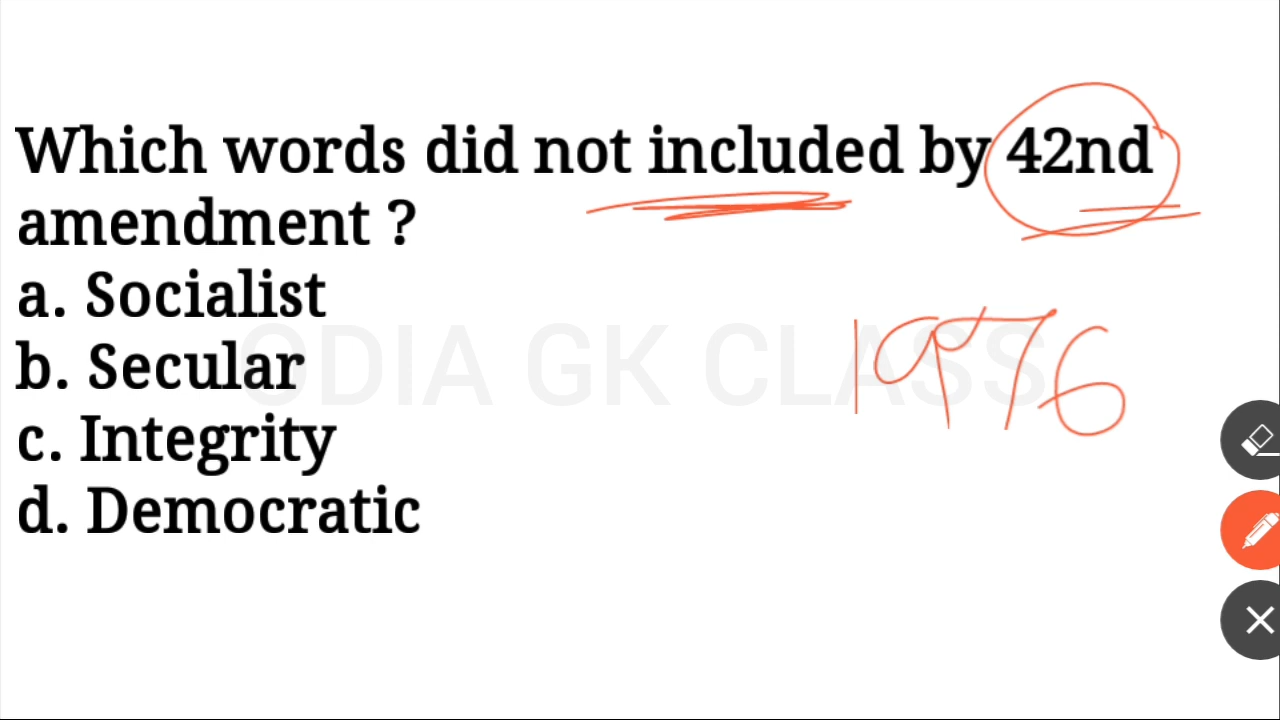 Which words did not included by 42nd
amendment ?
a. Socialist
b. Secular
c. Integrity
d. Democratic
1976
ODIA GK CLASS